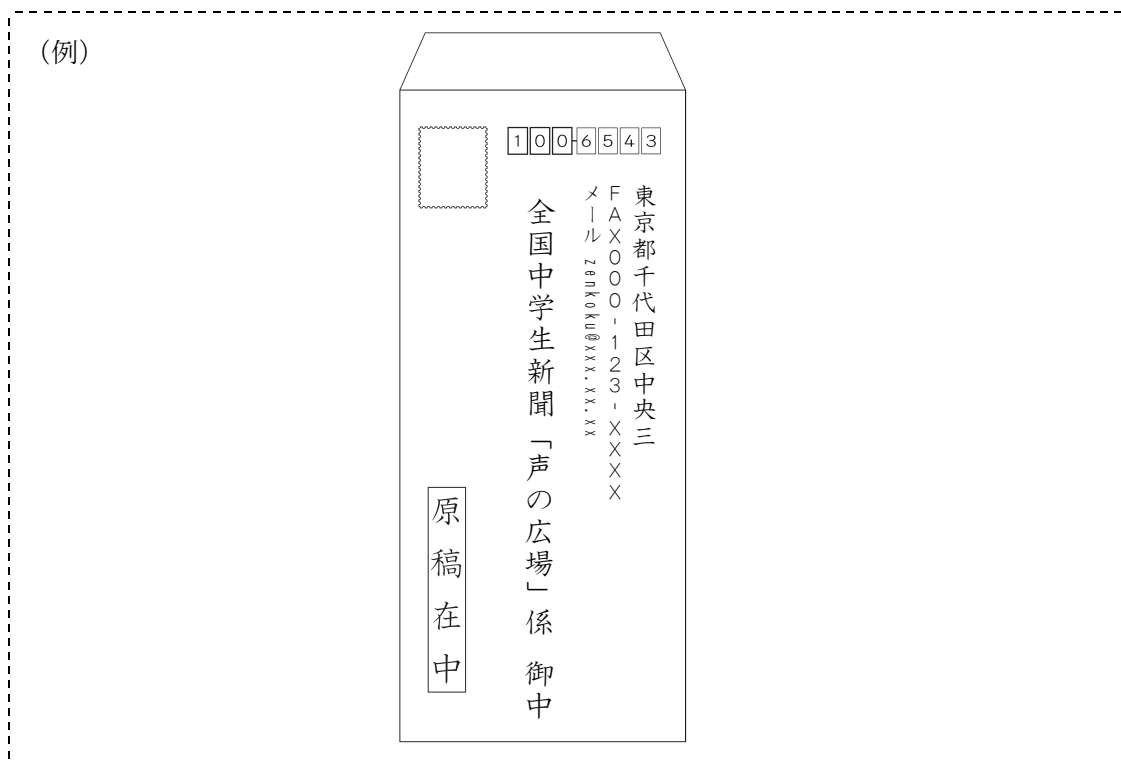 （例）
100-6543
東京都千代田区中央三
FAX000-123-XXXX
メール zenkoku@xxx.xx.xx
全国中学生新聞「声の広場」係 御中
原稿在中